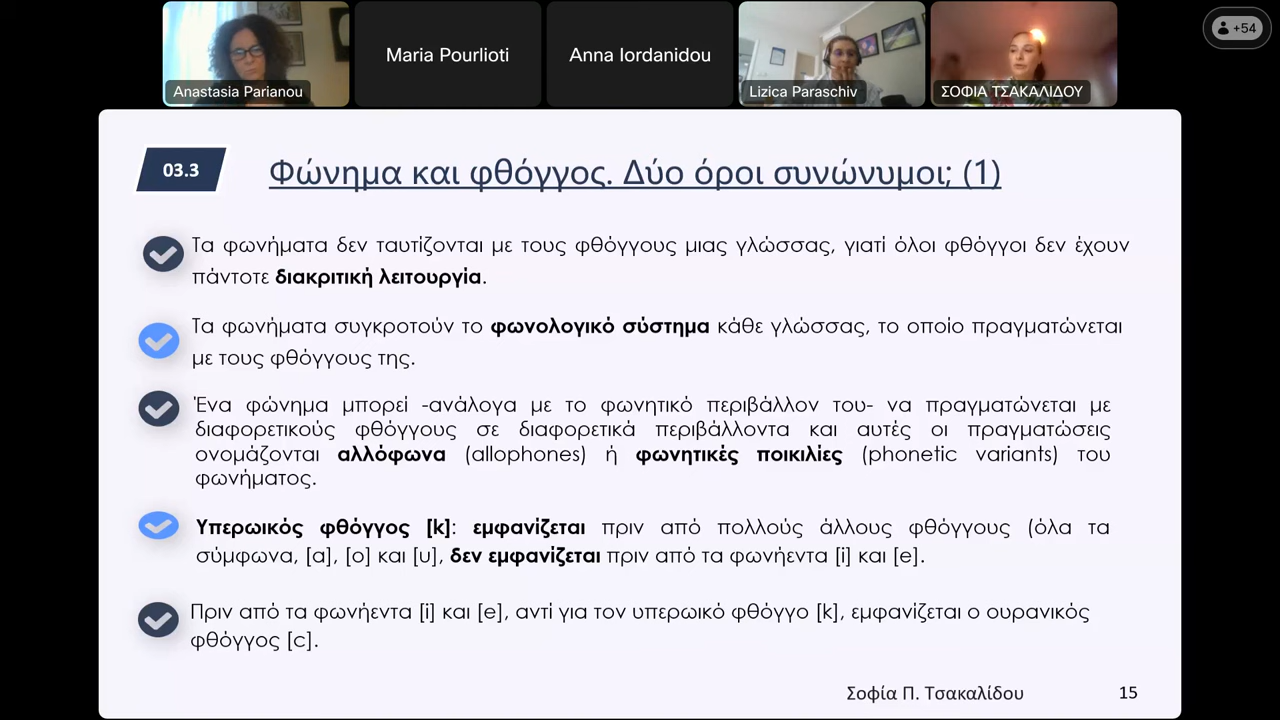 Maria Pourlioti
Anna Iordanidou
+54
Anastasia Parianou
Lizica Paraschiv
ΣΟΦΙΑ ΤΣΑΚΑΛΙΔΟΥ
03.3
Φώνημα και φθόγγος. Δύο όροι συνώνυμοι; (1)
Τα φωνήματα δεν ταυτίζονται με τους φθόγγους μιας γλώσσας, γιατί όλοι φθόγγοι δεν έχουν
πάντοτε διακριτική λειτουργία.
Τα φωνήματα συγκροτούν το φωνολογικό σύστημα κάθε γλώσσας, το οποίο πραγματώνεται
με τους φθόγγους της.
Ένα φώνημα μπορεί -ανάλογα με το φωνητικό περιβάλλον του- να πραγματώνεται με
διαφορετικούς φθόγγους σε διαφορετικά περιβάλλοντα και αυτές οι πραγματώσεις
ονομάζονται αλλόφωνα (allophones) ή φωνητικές ποικιλίες (phonetic variants) του
φωνήματος.
Υπερωικός φθόγγος [k]: εμφανίζεται πριν από πολλούς άλλους φθόγγους (όλα τα
σύμφωνα, [a], [o] και [u], δεν εμφανίζεται πριν από τα φωνήεντα [i] και [e].
Πριν από τα φωνήεντα [i] και [e], αντί για τον υπερωικό φθόγγο [k], εμφανίζεται ο ουρανικός
φθόγγος [c].
Σοφία Π. Τσακαλίδου
15